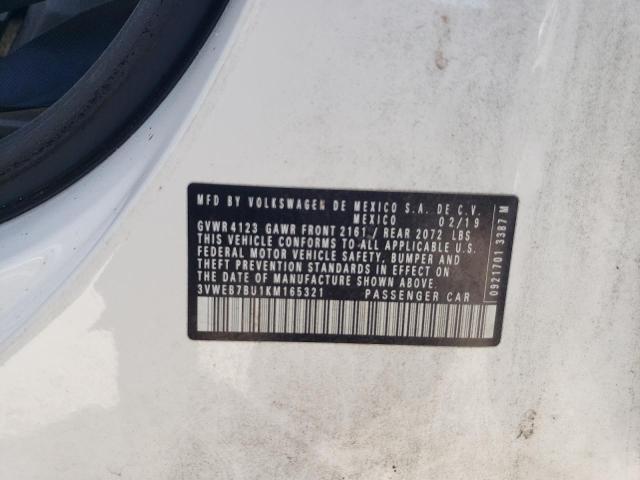 MFD BY VOLKSWAGEN DE MEXICO S.A. DE C.V.
MEXICO 02/19
GVWR 4123 GAWR FRONT 2161 / REAR 2072 LBS
THIS VEHICLE CONFORMS TO ALL APPLICABLE U.S.
FEDERAL MOTOR VEHICLE SAFETY, BUMPER AND
THEFT PREVENTION STANDARDS IN EFFECT ON
THE DATE OF MANUFACTURE SHOWN ABOVE.
3VWEB7BU1KM165321 PASSENGER CAR
0921701 3387 M